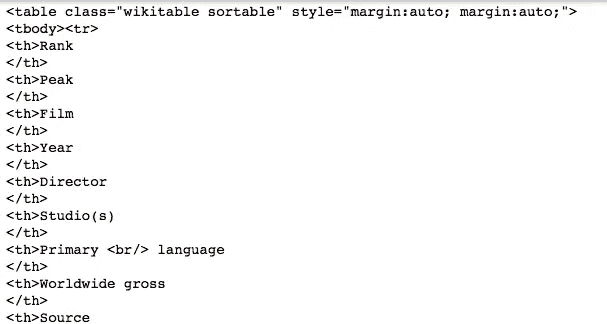 <table class="wikitable sortable" style="margin:auto; margin:auto;">
<tbody><tr>
<th>Rank
</th>
<th>Peak
</th>
<th>Film
</th>
<th>Year
</th>
<th>Director
</th>
<th>Studio(s)
</th>
<th>Primary <br/> language
</th>
<th>Worldwide gross
</th>
<th>Source